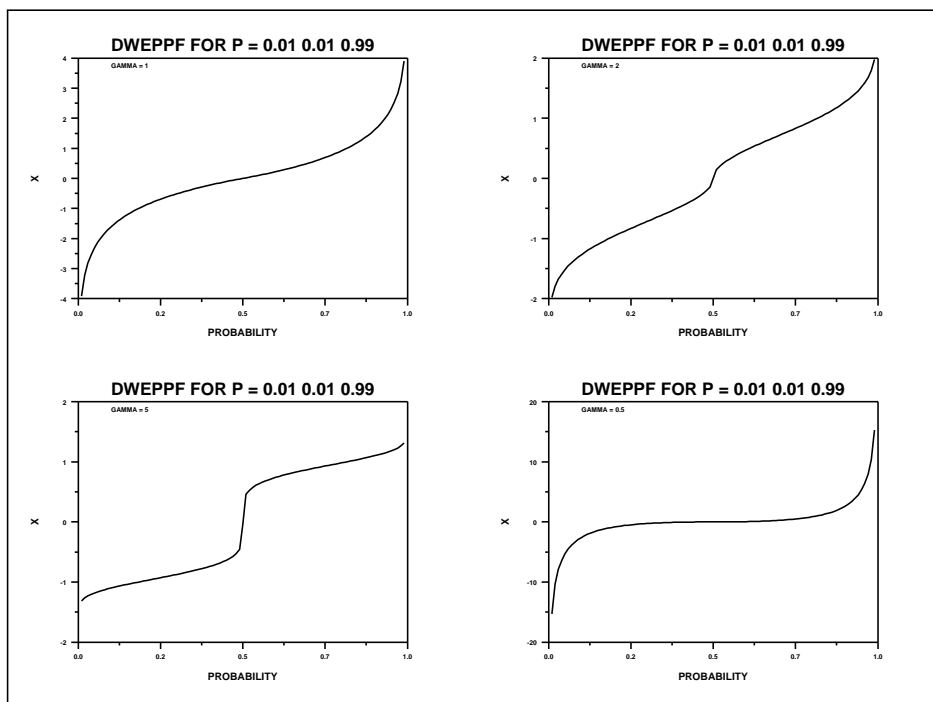 DWEPPF FOR P = 0.01 0.01 0.99
GAMMA = 1
4
3
2
1
0
-1
-2
-3
-4
X
0.0 0.2 0.5 0.7 1.0
PROBABILITY
DWEPPF FOR P = 0.01 0.01 0.99
GAMMA = 2
2
1
0
-1
-2
X
0.0 0.2 0.5 0.7 1.0
PROBABILITY
DWEPPF FOR P = 0.01 0.01 0.99
GAMMA = 5
2
1
0
-1
-2
X
0.0 0.2 0.5 0.7 1.0
PROBABILITY
DWEPPF FOR P = 0.01 0.01 0.99
GAMMA = 0.5
20
10
0
-10
-20
X
0.0 0.2 0.5 0.7 1.0
PROBABILITY